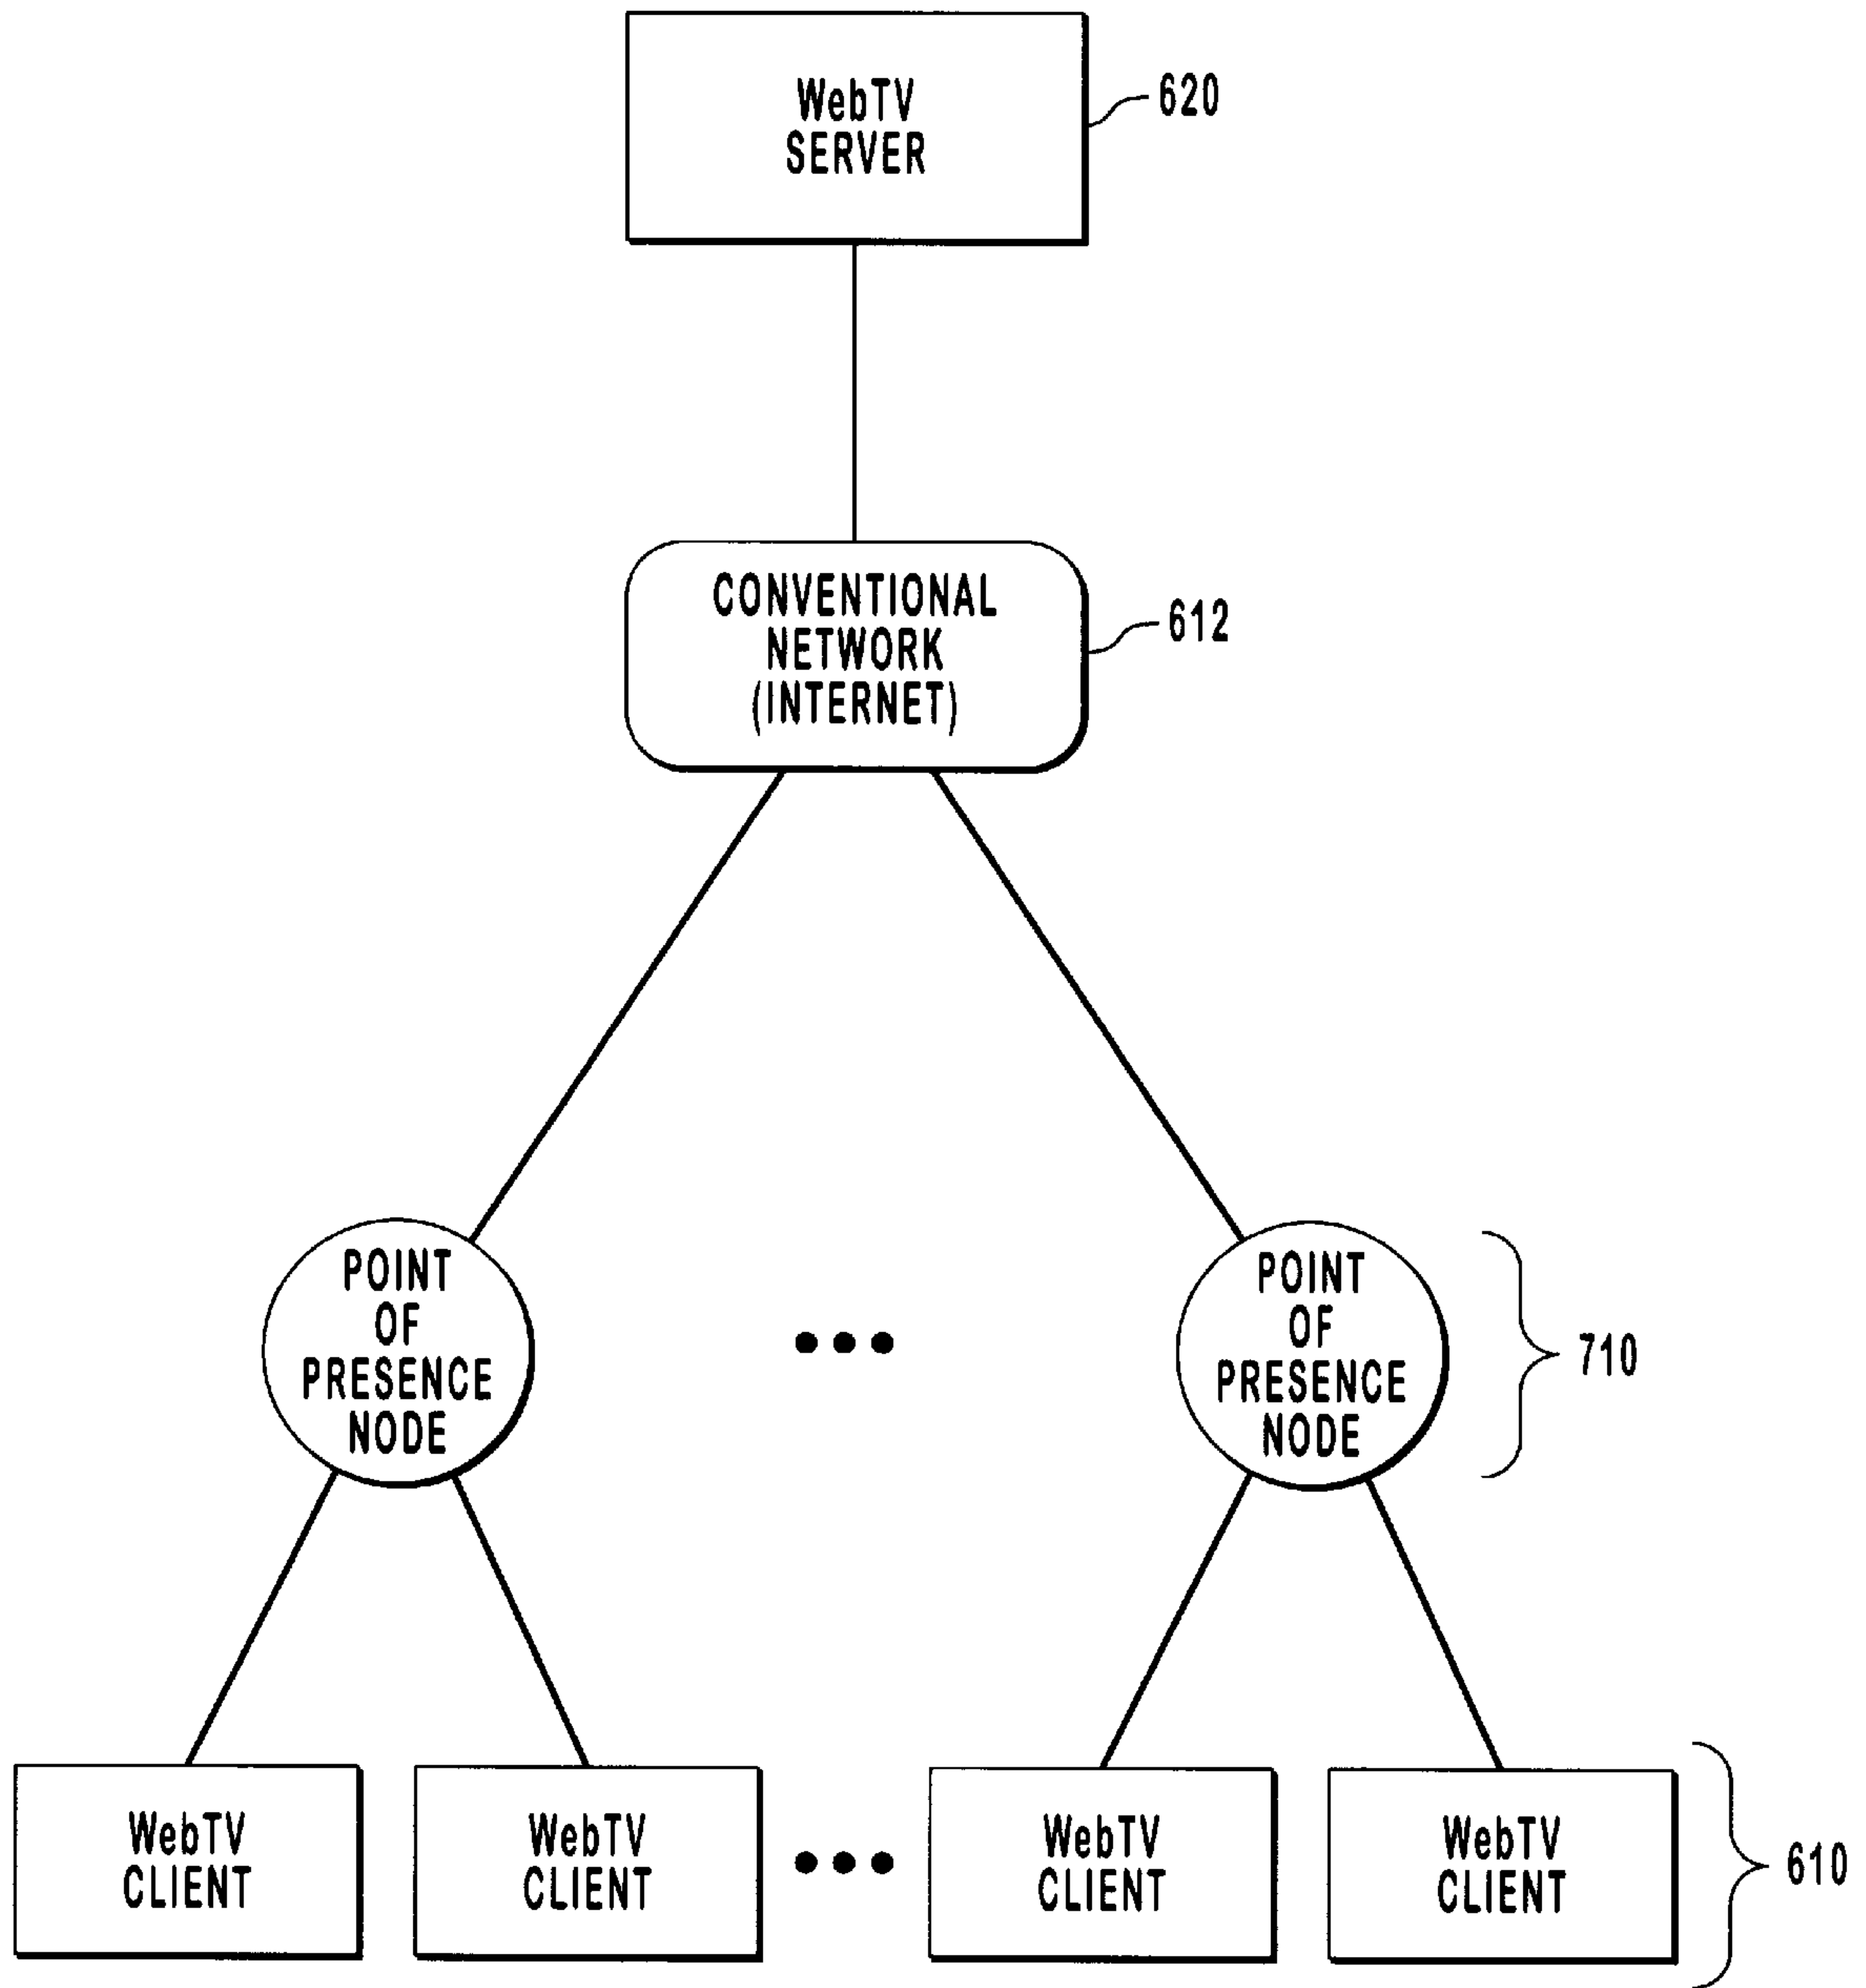 WebTV
SERVER
620
CONVENTIONAL
NETWORK
(INTERNET)
612
POINT
OF
PRESENCE
NODE
POINT
OF
PRESENCE
NODE
710
WebTV
CLIENT
WebTV
CLIENT
WebTV
CLIENT
WebTV
CLIENT
610